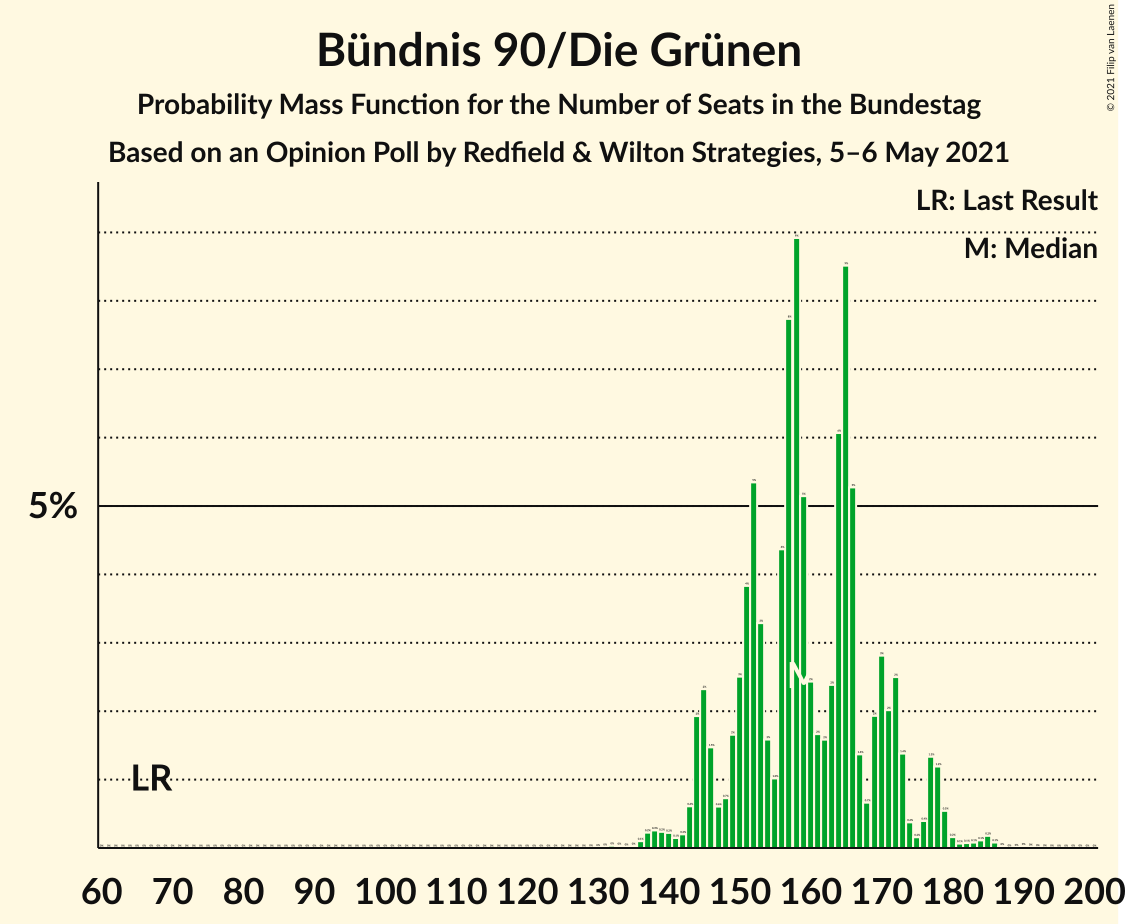 Bündnis 90/Die Grünen
Probability Mass Function for the Number of Seats in the Bundestag
Based on an Opinion Poll by Redfield & Wilton Strategies, 5–6 May 2021
© 2021 Filip van Laenen
LR: Last Result
M: Median
5%
LR
M
60 70 80 90 100 110 120 130 140 150 160 170 180 190 200